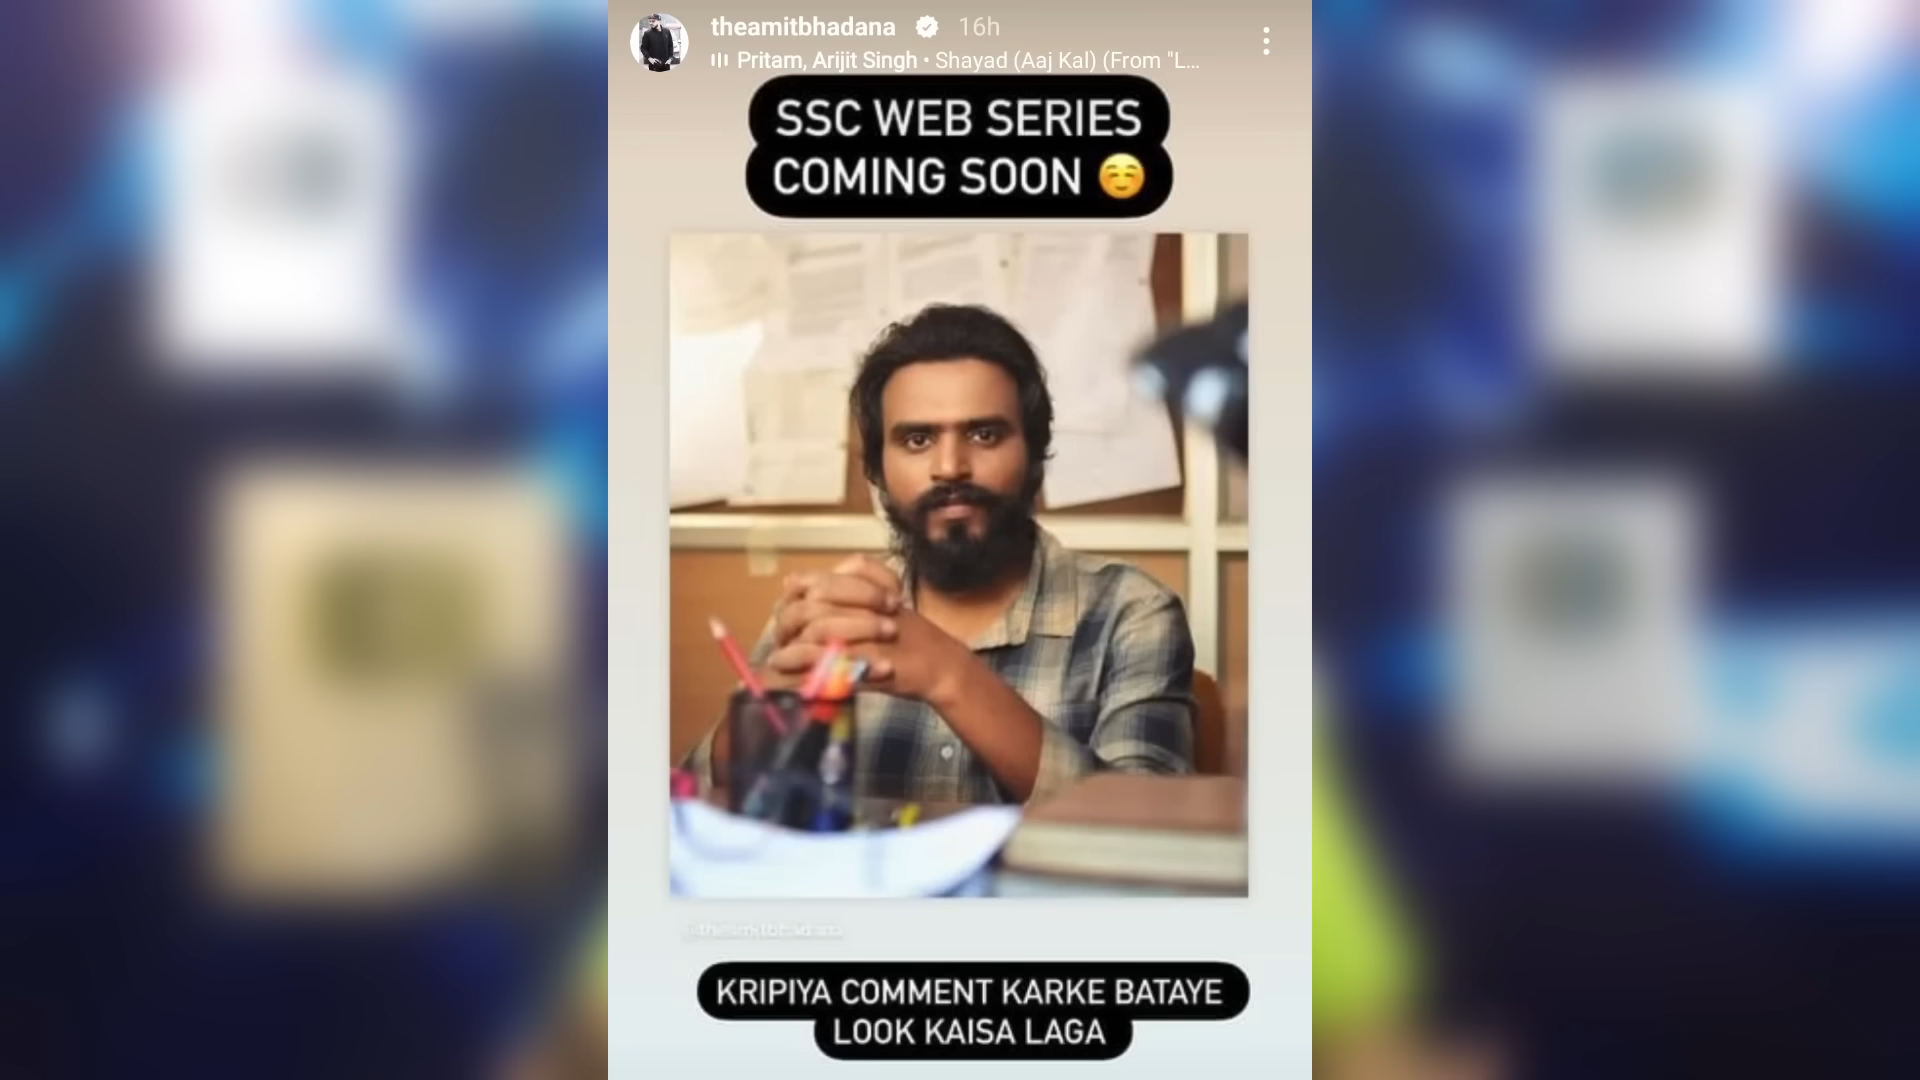 theamitbhadana 16h
Pritam, Arijit Singh • Shayad (Aaj Kal) (From "L...
SSC WEB SERIES
COMING SOON ☺️
@theamitbhadana
KRIPIYA COMMENT KARKE BATAYE
LOOK KAISA LAGA